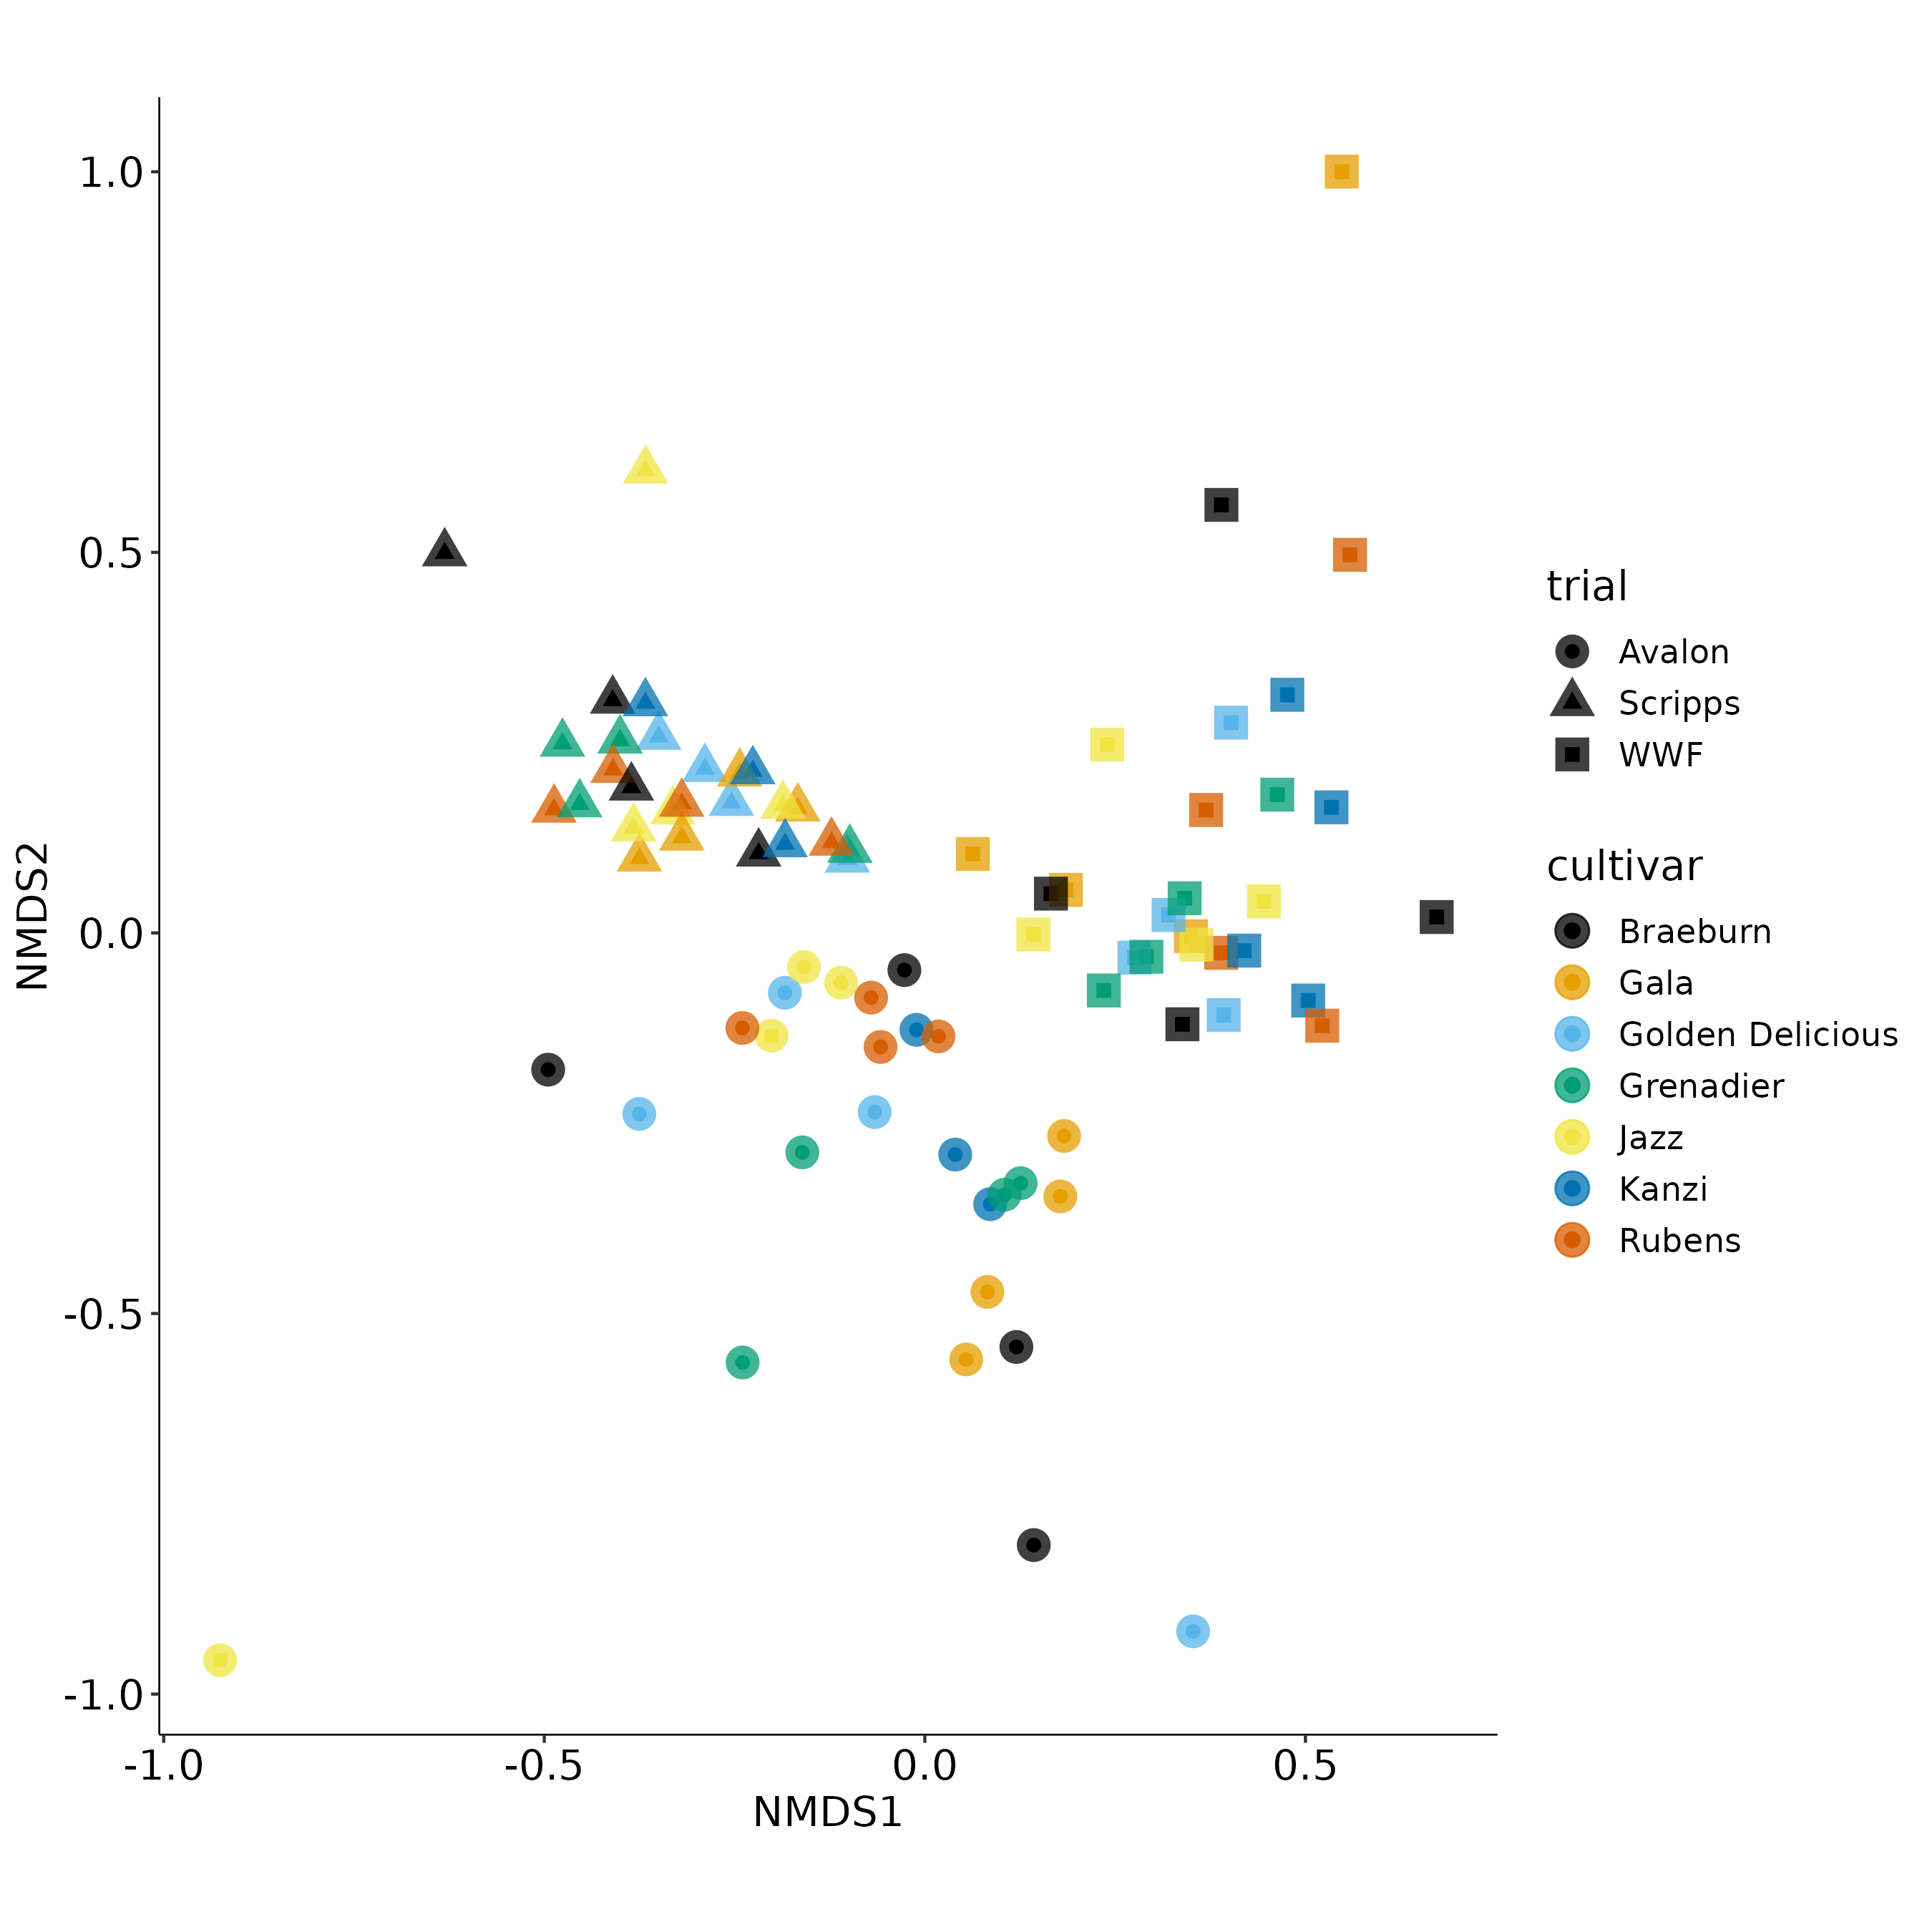 1.0
0.5
0.0
-0.5
-1.0
NMDS2
-1.0
-0.5
0.0
0.5
NMDS1
trial
Avalon
Scripps
WWF
cultivar
Braeburn
Gala
Golden Delicious
Grenadier
Jazz
Kanzi
Rubens